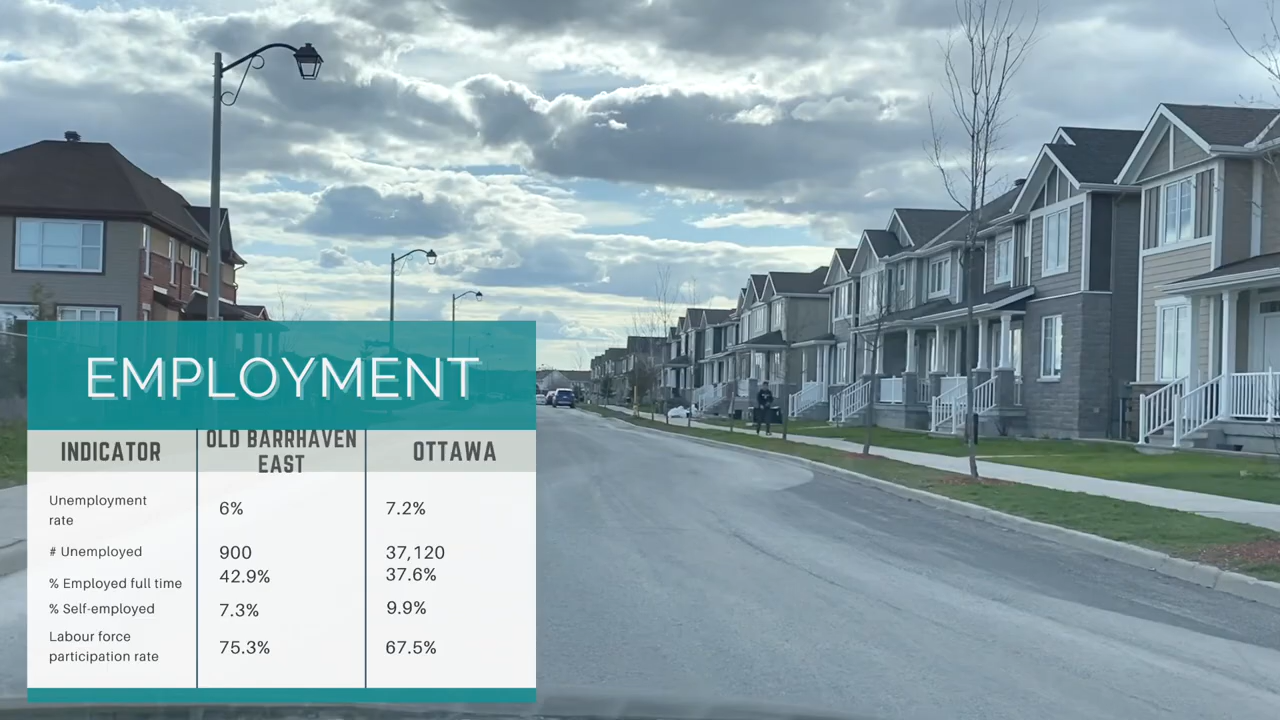 EMPLOYMENT
INDICATOR
OLD BARRHAVEN
EAST
OTTAWA
Unemployment
rate
6%
7.2%
# Unemployed
900
37,120
% Employed full time
42.9%
37.6%
% Self-employed
7.3%
9.9%
Labour force
participation rate
75.3%
67.5%